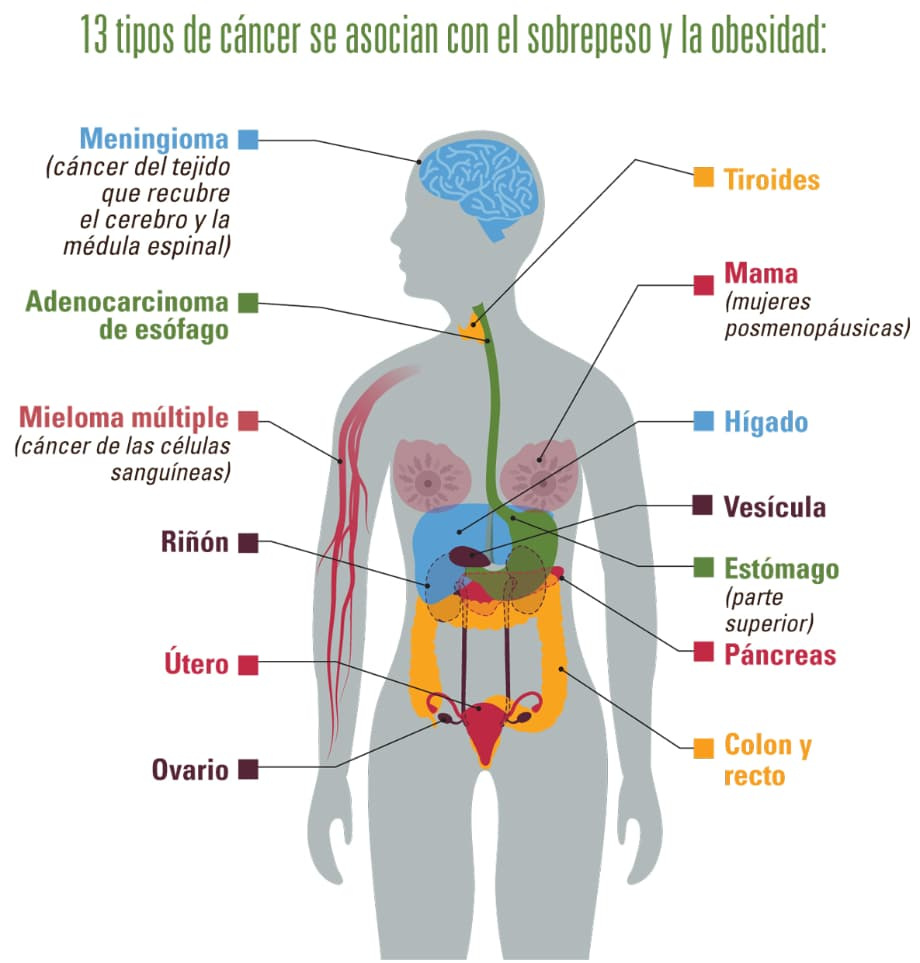 13 tipos de cáncer se asocian con el sobrepeso y la obesidad:
Meningioma
(cáncer del tejido
que recubre
el cerebro y la
médula espinal)
Adenocarcinoma
de esófago
Mieloma múltiple
(cáncer de las células
sanguíneas)
Riñón
Útero
Ovario
Tiroides
Mama
(mujeres
posmenopáusicas)
Hígado
Vesícula
Estómago
(parte
superior)
Páncreas
Colon y
recto